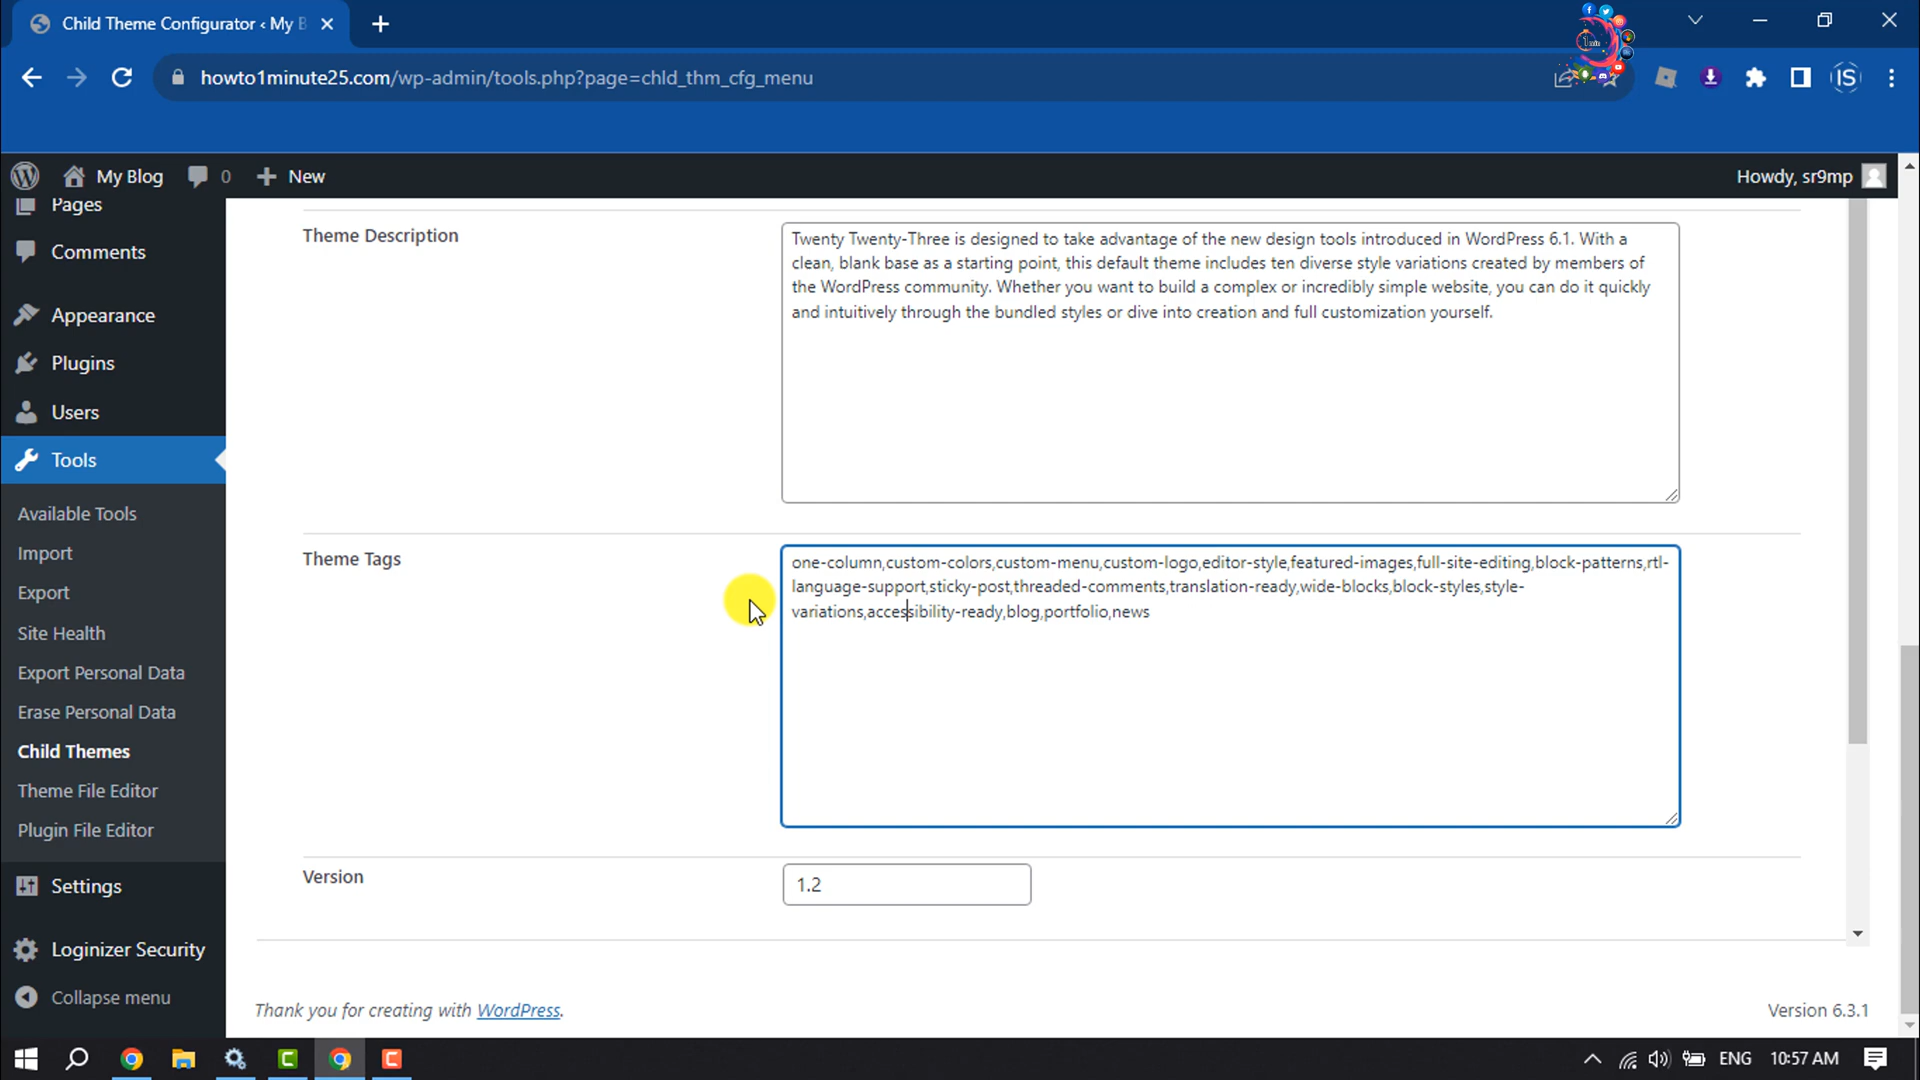 Child Theme Configurator ‹ My B
howto1minute25.com/wp-admin/tools.php?page=chld_thm_cfg_menu
IS
My Blog
0
New
Howdy, sr9mp
Pages
Comments
Appearance
Plugins
Users
Tools
Available Tools
Import
Export
Site Health
Export Personal Data
Erase Personal Data
Child Themes
Theme File Editor
Plugin File Editor
Settings
Loginizer Security
Collapse menu
Theme Description
Twenty Twenty-Three is designed to take advantage of the new design tools introduced in WordPress 6.1. With a
clean, blank base as a starting point, this default theme includes ten diverse style variations created by members of
the WordPress community. Whether you want to build a complex or incredibly simple website, you can do it quickly
and intuitively through the bundled styles or dive into creation and full customization yourself.
Theme Tags
one-column,custom-colors,custom-menu,custom-logo,editor-style,featured-images,full-site-editing,block-patterns,rtl-
language-support,sticky-post,threaded-comments,translation-ready,wide-blocks,block-styles,style-
variations,accessibility-ready,blog,portfolio,news
Version
1.2
Thank you for creating with WordPress.
Version 6.3.1
ENG
10:57 AM